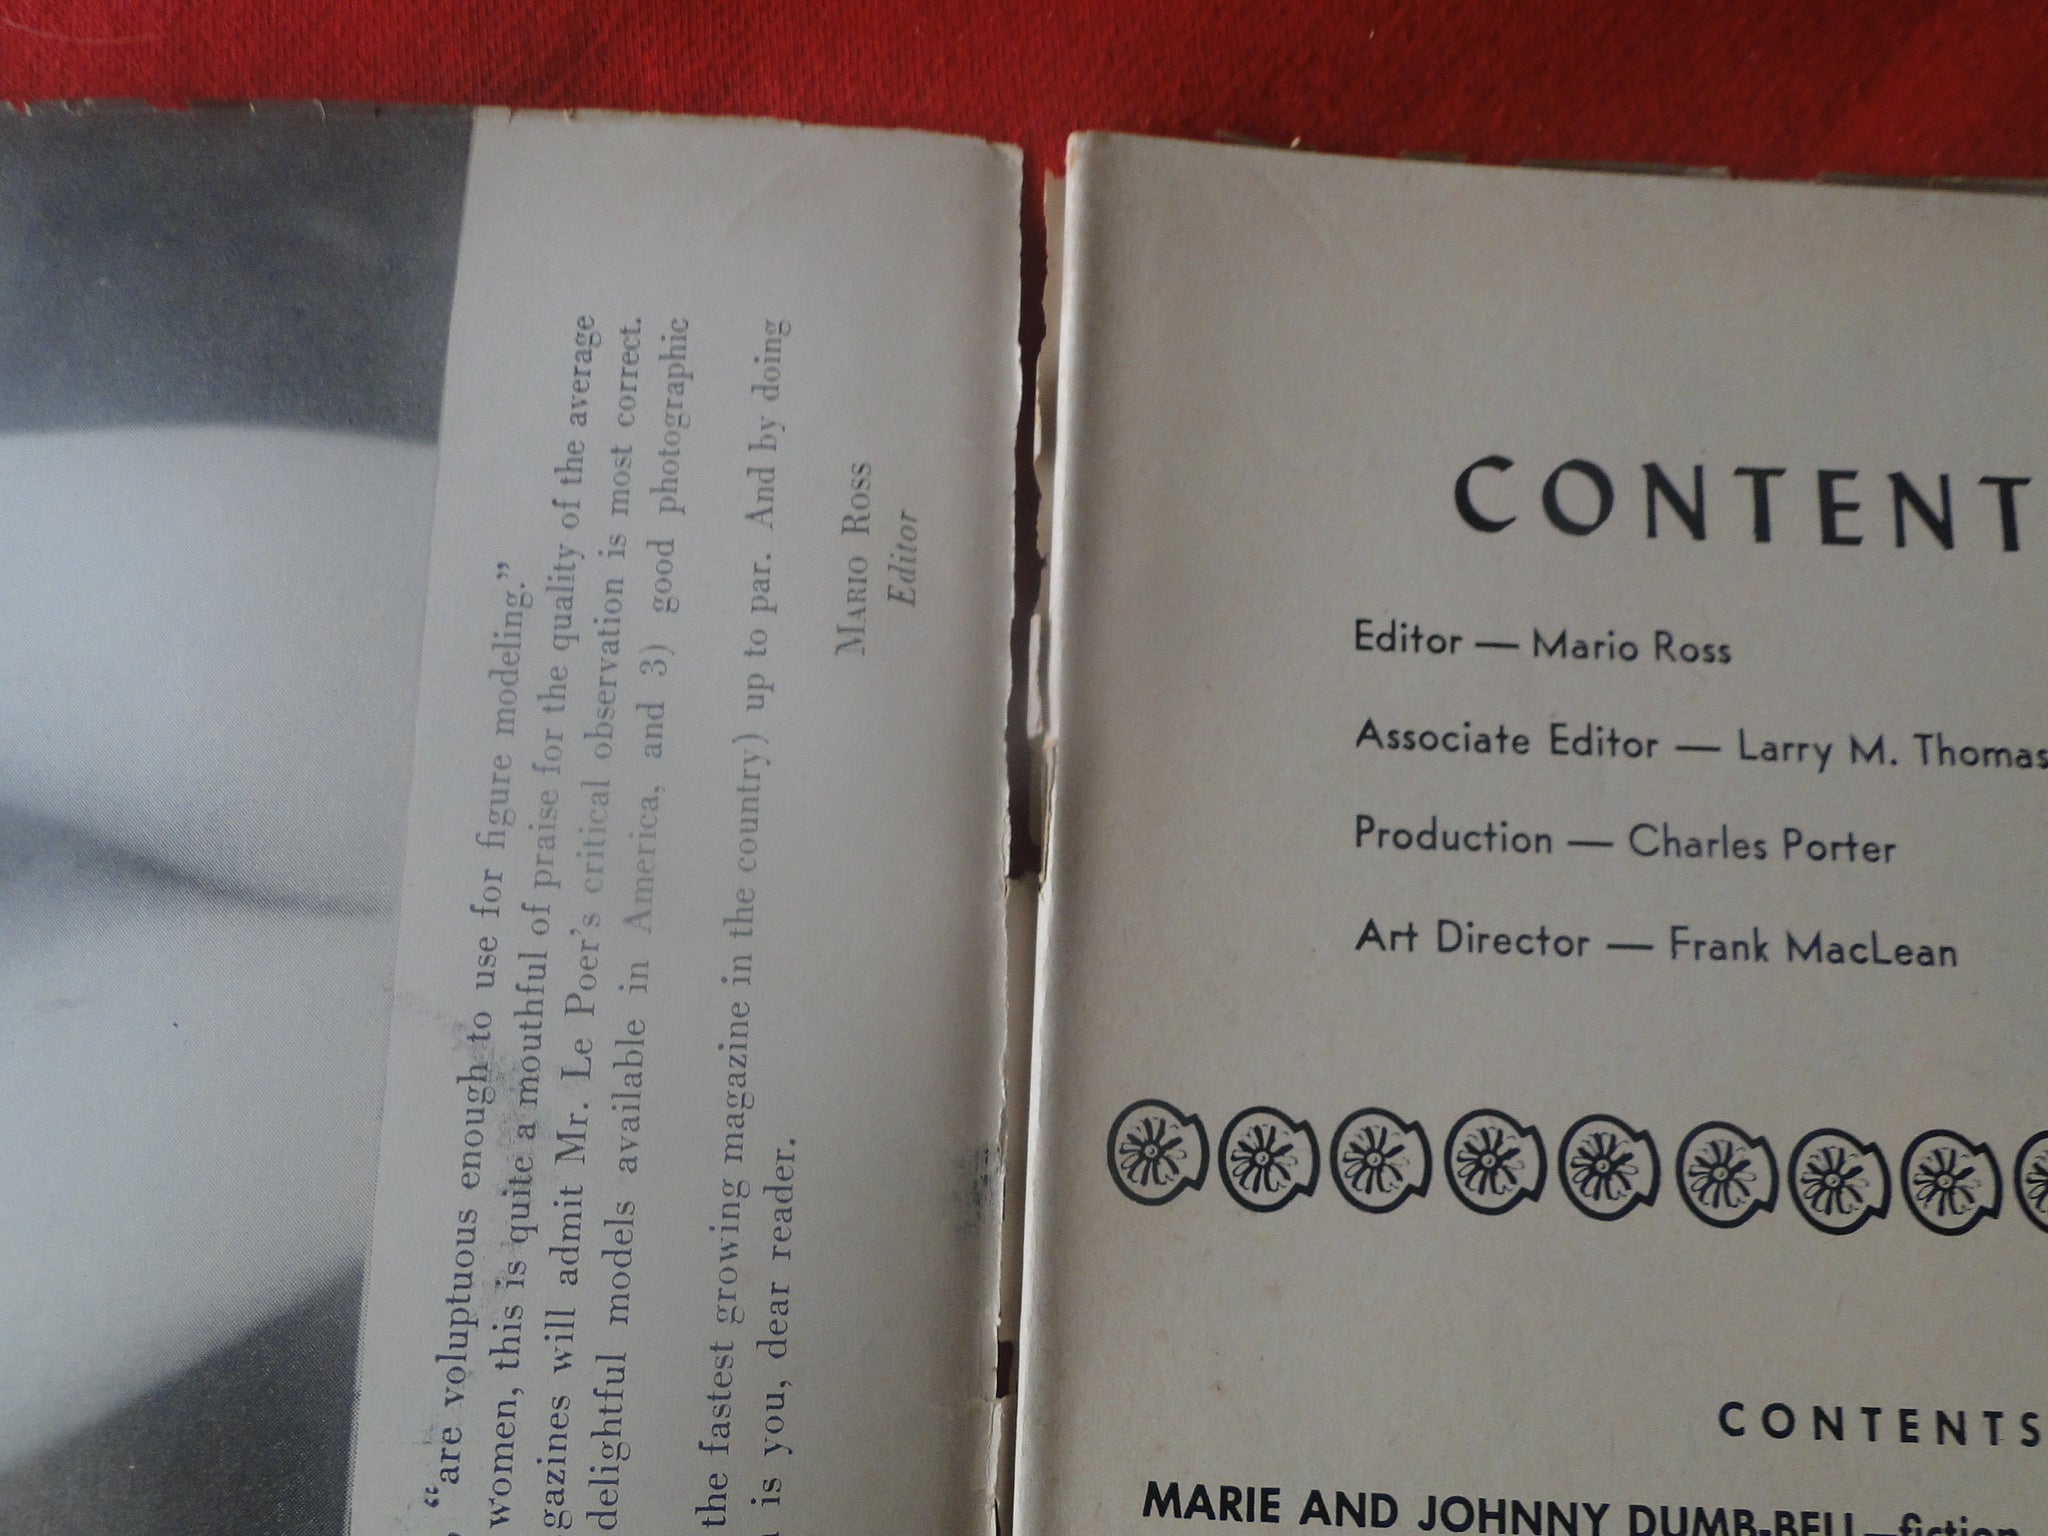 “are voluptuous enough to use for figure modeling.”
women, this is quite a mouthful of praise for the quality of the average
gazines will admit Mr. Le Poer’s critical observation is most correct.
delightful models available in America, and 3) good photographic
the fastest growing magazine in the country) up to par. And by doing
is you, dear reader.
MARIO ROSS
Editor
CONTENT
Editor — Mario Ross
Associate Editor — Larry M. Thomas
Production — Charles Porter
Art Director — Frank MacLean
CONTENTS
MARIE AND JOHNNY DUMB-BELL—fiction